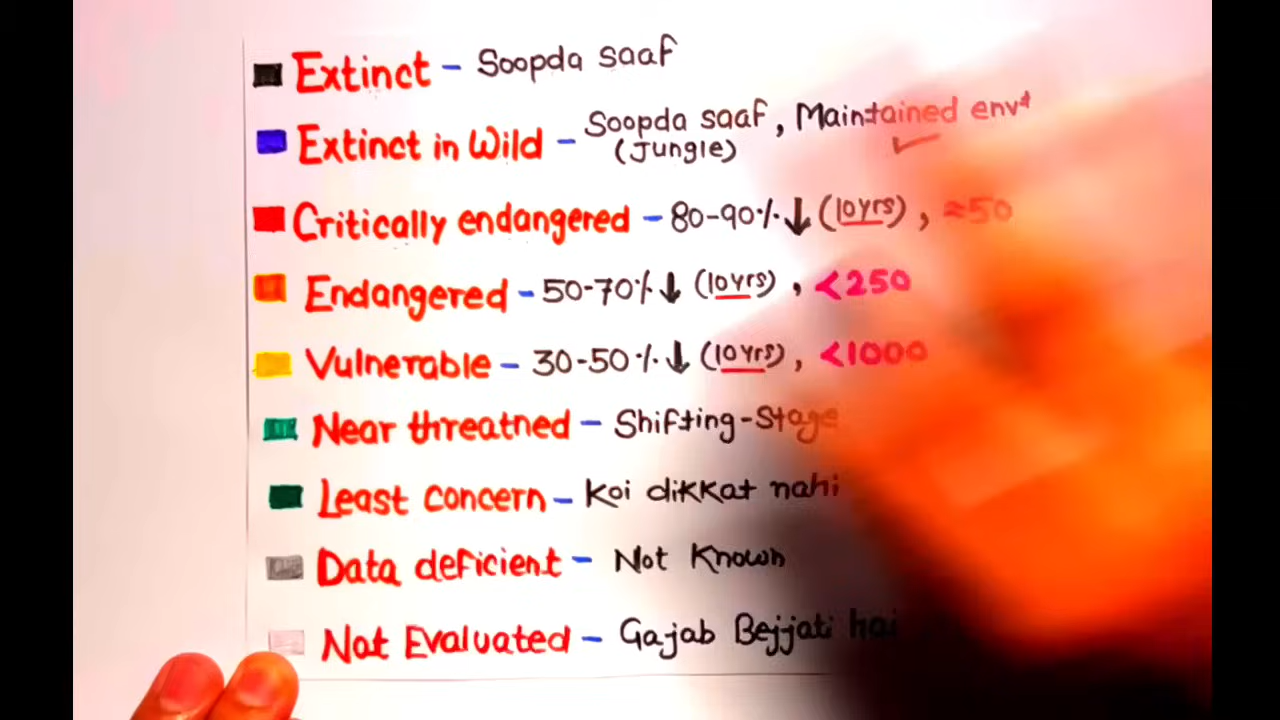 Extinct - Soopda saaf
Extinct in Wild - Soopda saaf, Maintained envt
(Jungle)
Critically endangered - 80-90%↓ (10yrs), ≈50
Endangered - 50-70%↓ (10yrs), <250
Vulnerable - 30-50%↓ (10yrs), <1000
Near threatned - Shifting-Stage
Least concern - Koi dikkat nahi
Data deficient - Not Known
Not Evaluated - Gajab Bejjati hai